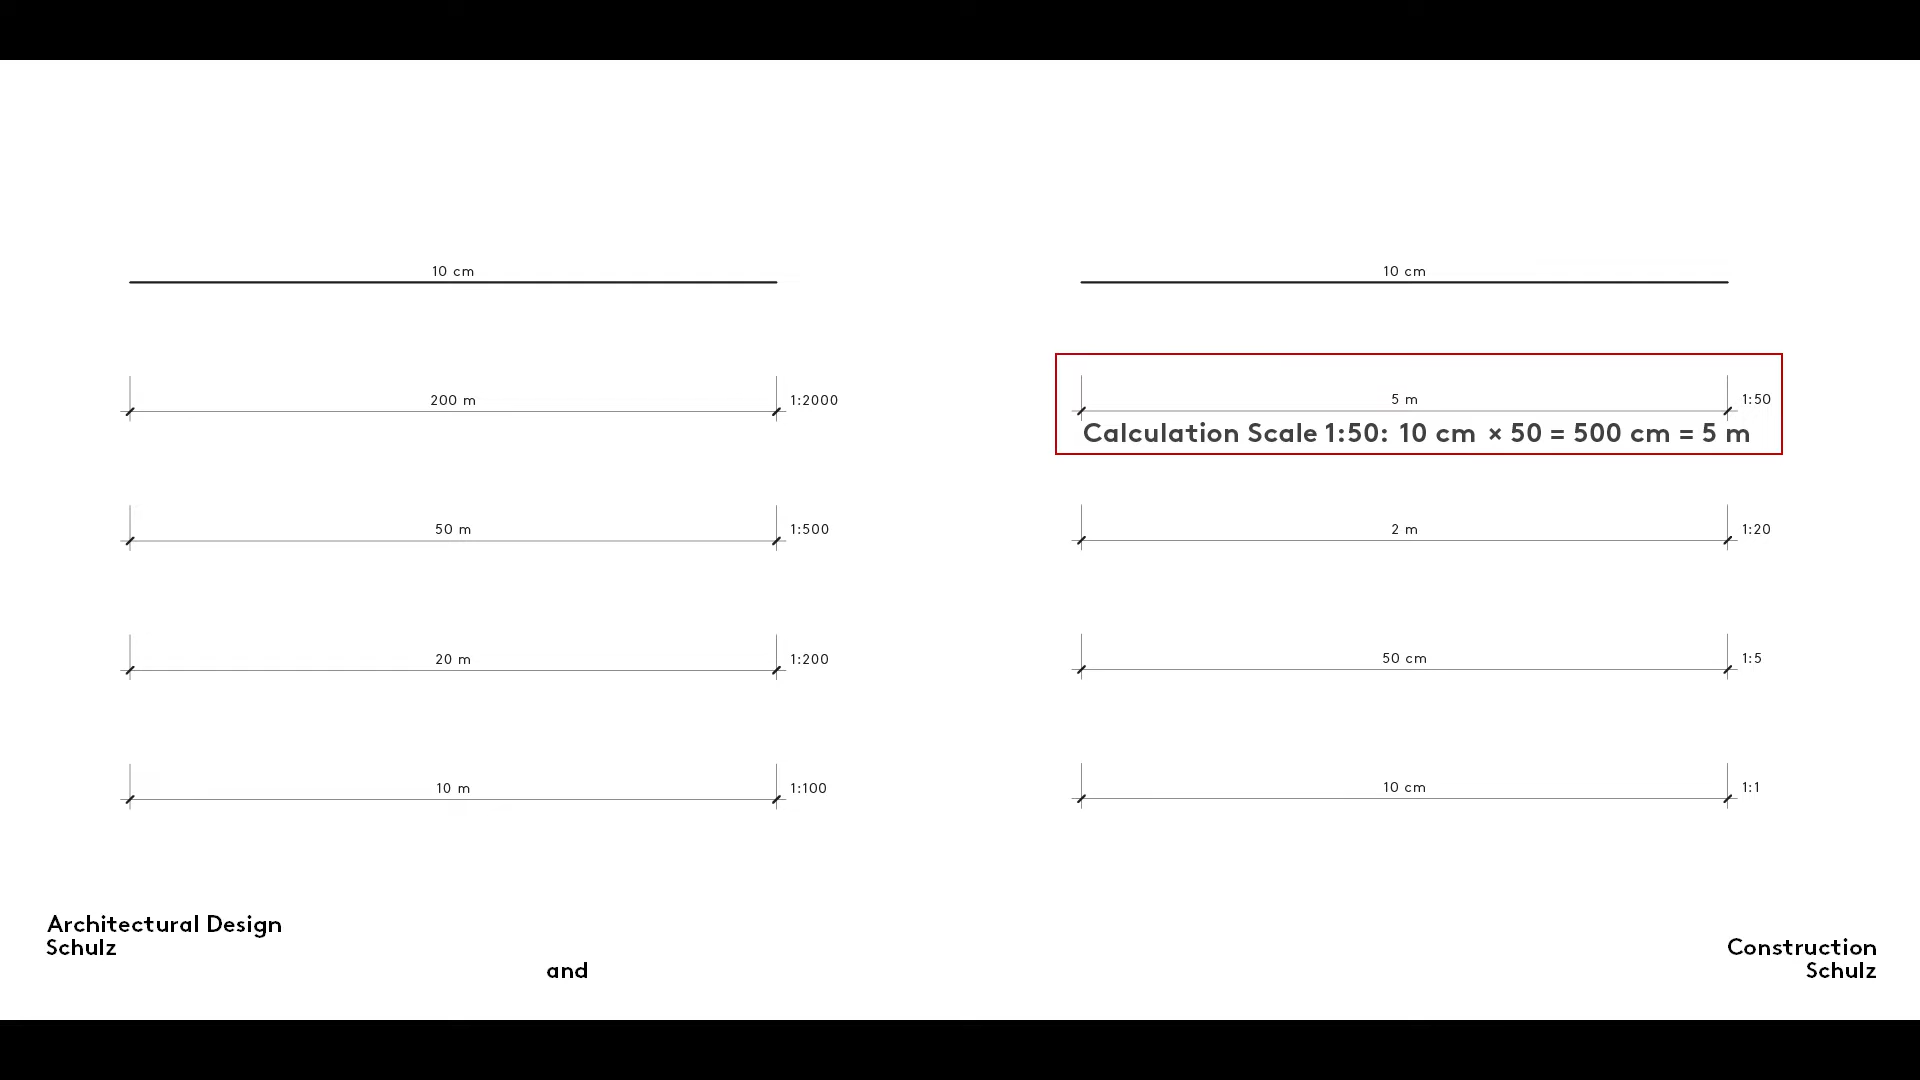 10 cm
200 m 1:2000
50 m 1:500
20 m 1:200
10 m 1:100
10 cm
5 m 1:50
Calculation Scale 1:50: 10 cm × 50 = 500 cm = 5 m
2 m 1:20
50 cm 1:5
10 cm 1:1
Architectural Design
Schulz
and
Construction
Schulz